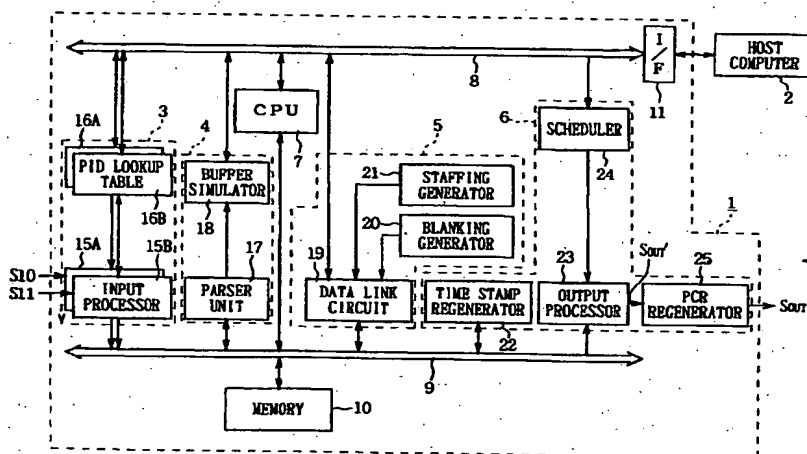 I
/
F
11
HOST
COMPUTER
2
8
CPU
7
16A
3
4
PID LOOKUP
TABLE
16B
BUFFER
SIMULATOR
18
5
21
STAFFING
GENERATOR
20
BLANKING
GENERATOR
6
SCHEDULER
24
1
15A
15B
S10
S11
INPUT
PROCESSOR
17
PARSER
UNIT
19
DATA LINK
CIRCUIT
TIME STAMP
REGENERATOR
22
23
OUTPUT
PROCESSOR
SOUT'
25
PCR
REGENERATOR
SOUT
9
MEMORY
10